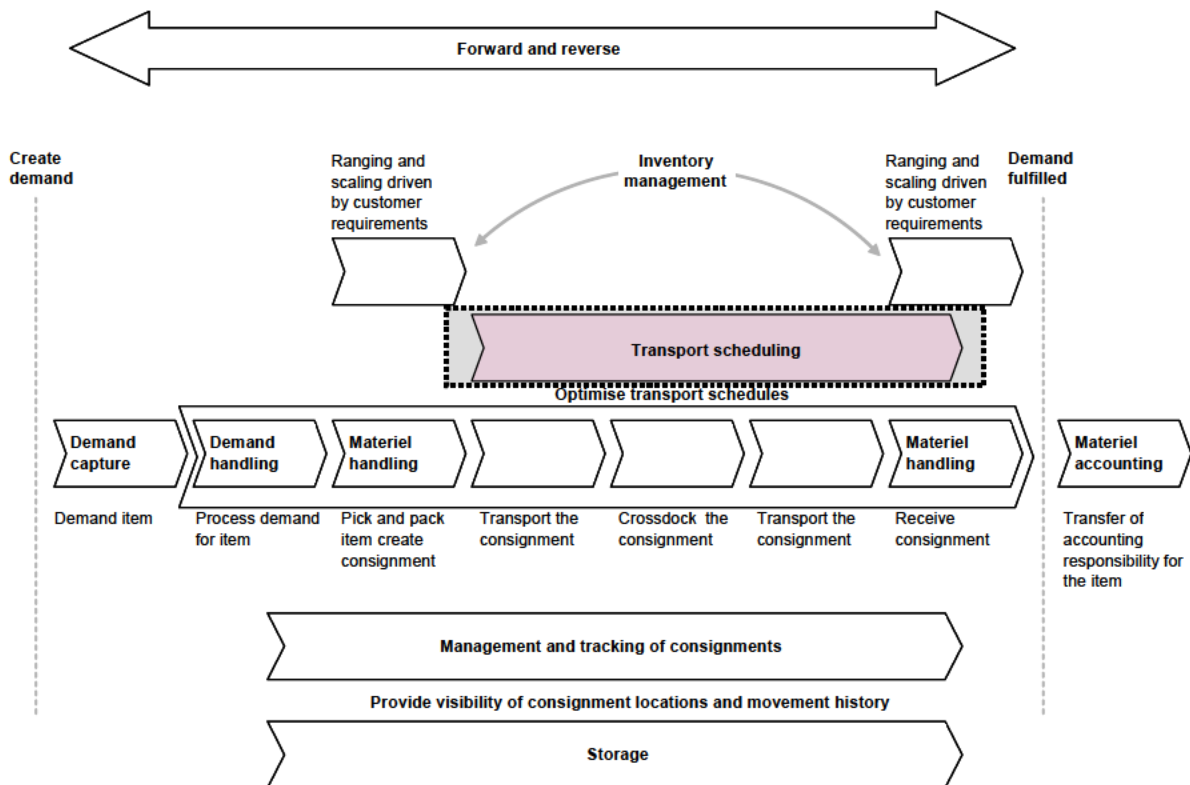 Forward and reverse
Create
demand
Ranging and
scaling driven
by customer
requirements
Inventory
management
Ranging and
scaling driven
by customer
requirements
Demand
fulfilled
Transport scheduling
Optimise transport schedules
Demand
capture
Demand
handling
Materiel
handling
Materiel
handling
Materiel
accounting
Demand item
Process demand
for item
Pick and pack
item create
consignment
Transport the
consignment
Crossdock the
consignment
Transport the
consignment
Receive
consignment
Transfer of
accounting
responsibility for
the item
Management and tracking of consignments
Provide visibility of consignment locations and movement history
Storage